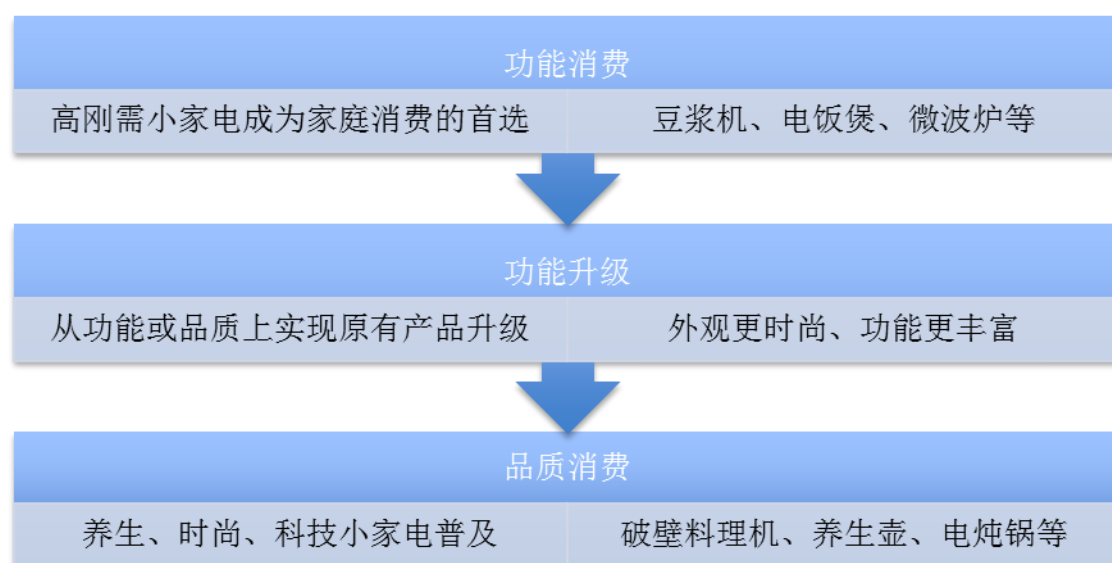 功能消费
高刚需小家电成为家庭消费的首选
豆浆机、电饭煲、微波炉等
功能升级
从功能或品质上实现原有产品升级
外观更时尚、功能更丰富
品质消费
养生、时尚、科技小家电普及
破壁料理机、养生壶、电炖锅等